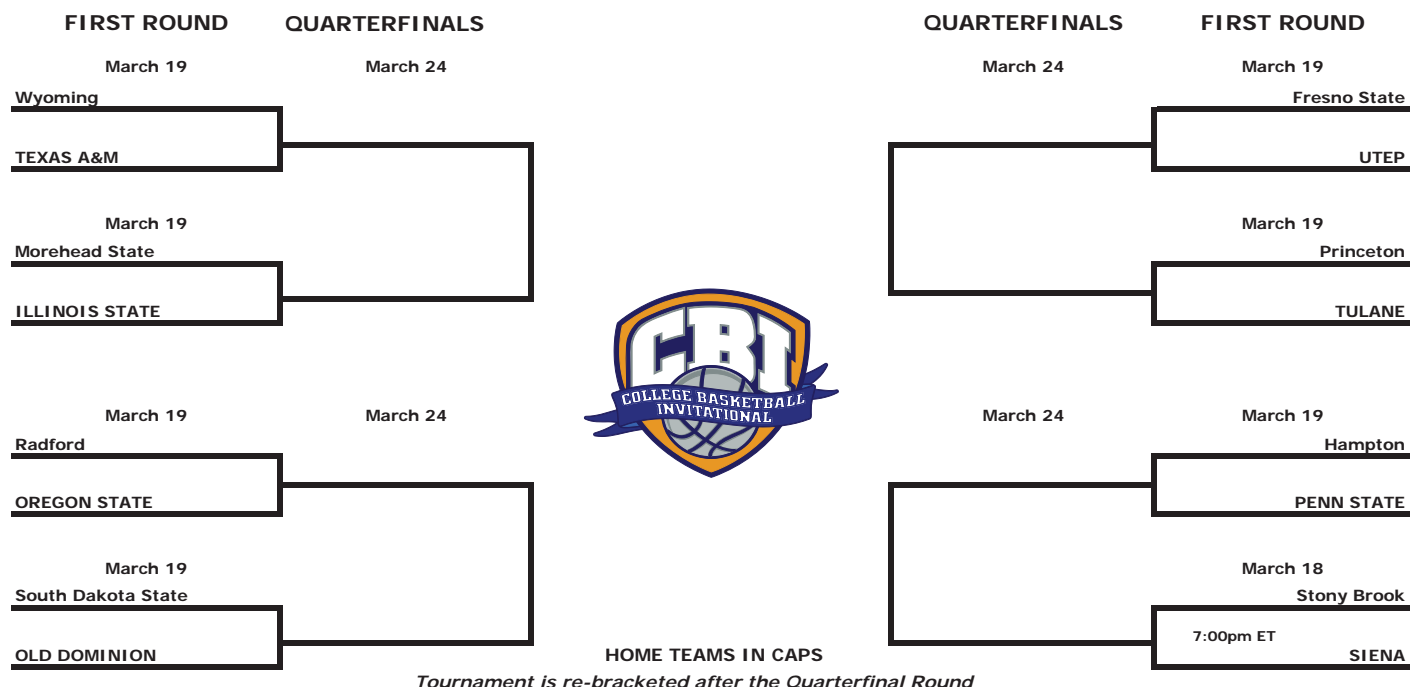 FIRST ROUND QUARTERFINALS QUARTERFINALS FIRST ROUND
March 19 March 24 March 24 March 19
Wyoming Fresno State
TEXAS A&M UTEP
March 19 March 19
Morehead State Princeton
ILLINOIS STATE TULANE
CBI
COLLEGE BASKETBALL
INVITATIONAL
March 19 March 24 March 24 March 19
Radford Hampton
OREGON STATE PENN STATE
March 19 March 18
South Dakota State Stony Brook
7:00pm ET
OLD DOMINION HOME TEAMS IN CAPS SIENA
Tournament is re-bracketed after the Quarterfinal Round